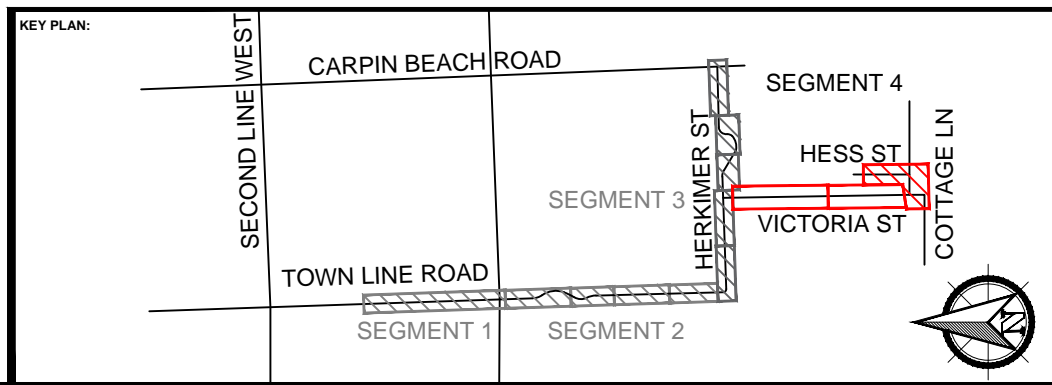 KEY PLAN:
SECOND LINE WEST
CARPIN BEACH ROAD
SEGMENT 4
HERKIMER ST
HESS ST
COTTAGE LN
SEGMENT 3
VICTORIA ST
TOWN LINE ROAD
SEGMENT 1
SEGMENT 2
N